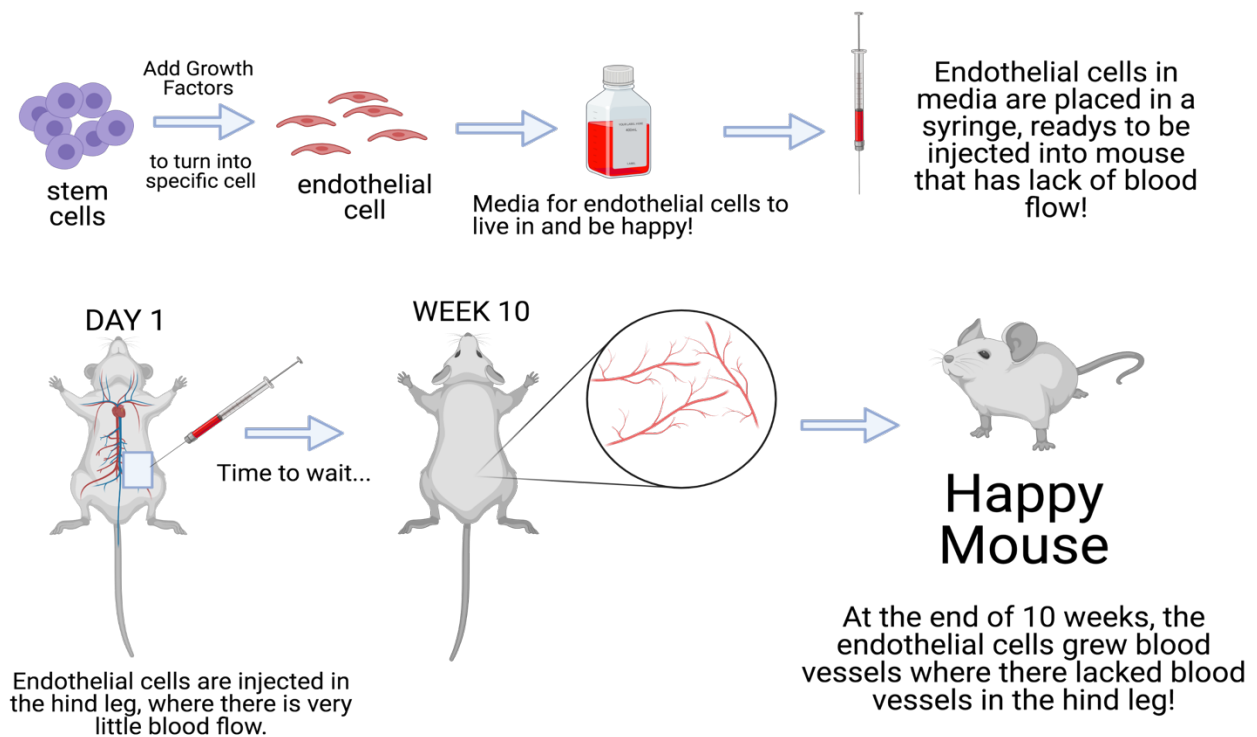 Add Growth
Factors
to turn into
specific cell
stem
cells
endothelial
cell
Media for endothelial cells to
live in and be happy!
Endothelial cells in
media are placed in a
syringe, readys to be
injected into mouse
that has lack of blood
flow!
DAY 1
Time to wait...
WEEK 10
Endothelial cells are injected in
the hind leg, where there is very
little blood flow.
Happy
Mouse
At the end of 10 weeks, the
endothelial cells grew blood
vessels where there lacked blood
vessels in the hind leg!